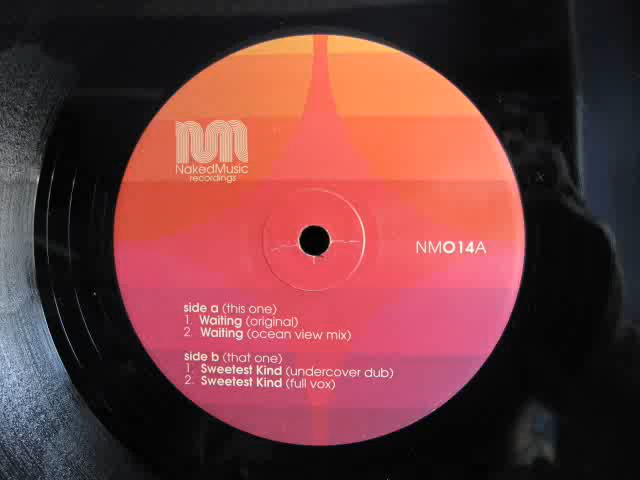 NakedMusic
recordings
NM014A
side a (this one)
1. Waiting (original)
2. Waiting (ocean view mix)
side b (that one)
1. Sweetest Kind (undercover dub)
2. Sweetest Kind (full vox)